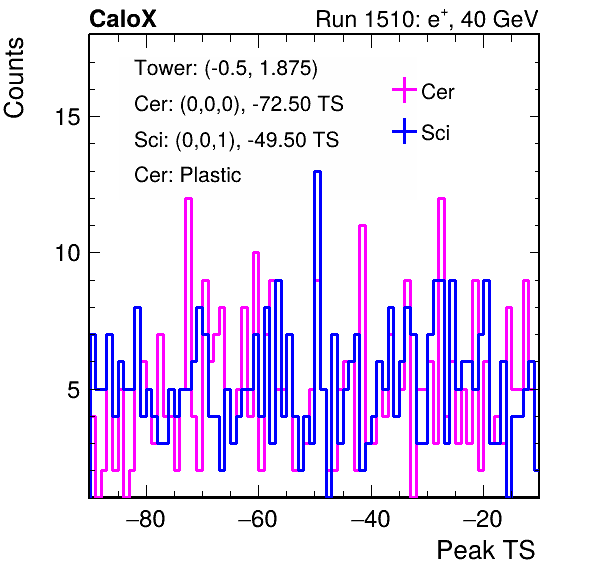 CaloX Run 1510: e⁺, 40 GeV
Counts
Tower: (-0.5, 1.875)
Cer: (0,0,0), -72.50 TS
Sci: (0,0,1), -49.50 TS
Cer: Plastic
Cer
Sci
15
10
5
−80 −60 −40 −20
Peak TS